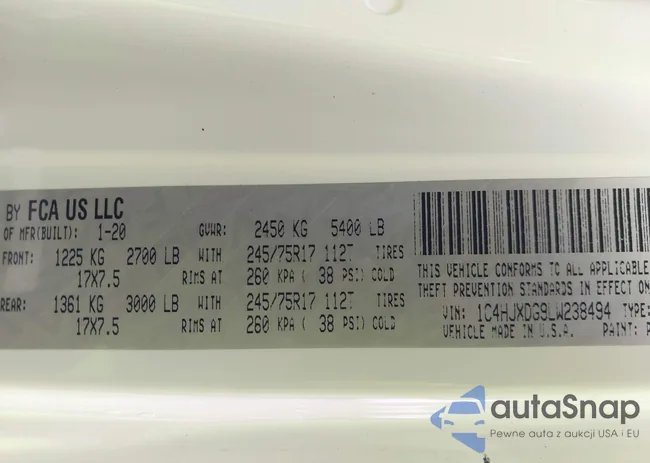 BY FCA US LLC
OF MFR(BUILT): 1-20 GVWR: 2450 KG 5400 LB
FRONT: 1225 KG 2700 LB WITH 245/75R17 112T TIRES
17X7.5 RIMS AT 260 KPA ( 38 PSI) COLD
REAR: 1361 KG 3000 LB WITH 245/75R17 112T TIRES
17X7.5 RIMS AT 260 KPA ( 38 PSI) COLD
THIS VEHICLE CONFORMS TO ALL APPLICABLE
THEFT PREVENTION STANDARDS IN EFFECT ON
VIN: 1C4HJXDG9LW238494 TYPE:
VEHICLE MADE IN U.S.A. PAINT:
autaSnap
Pewne auta z aukcji USA i EU